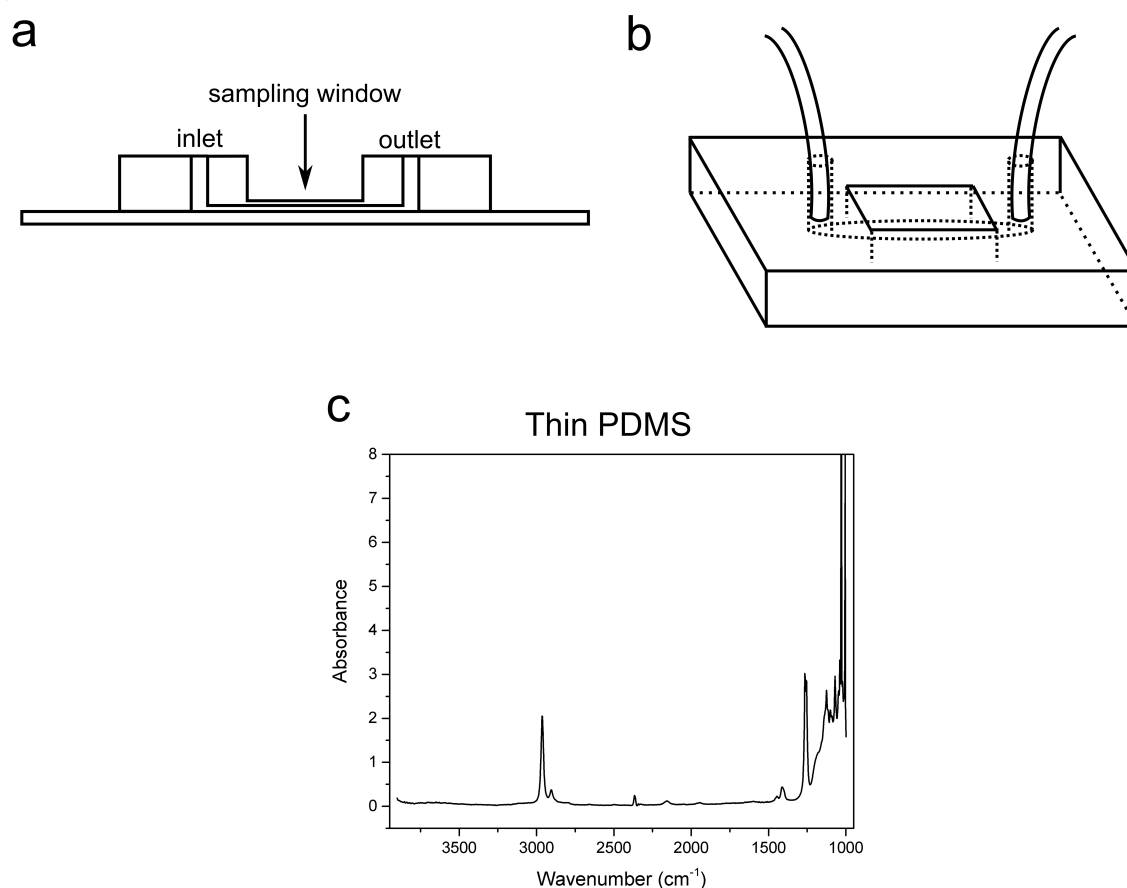 a
sampling window
inlet
outlet
b
c
Thin PDMS
8
7
6
5
4
3
2
1
0
Absorbance
3500 3000 2500 2000 1500 1000
Wavenumber (cm⁻¹)